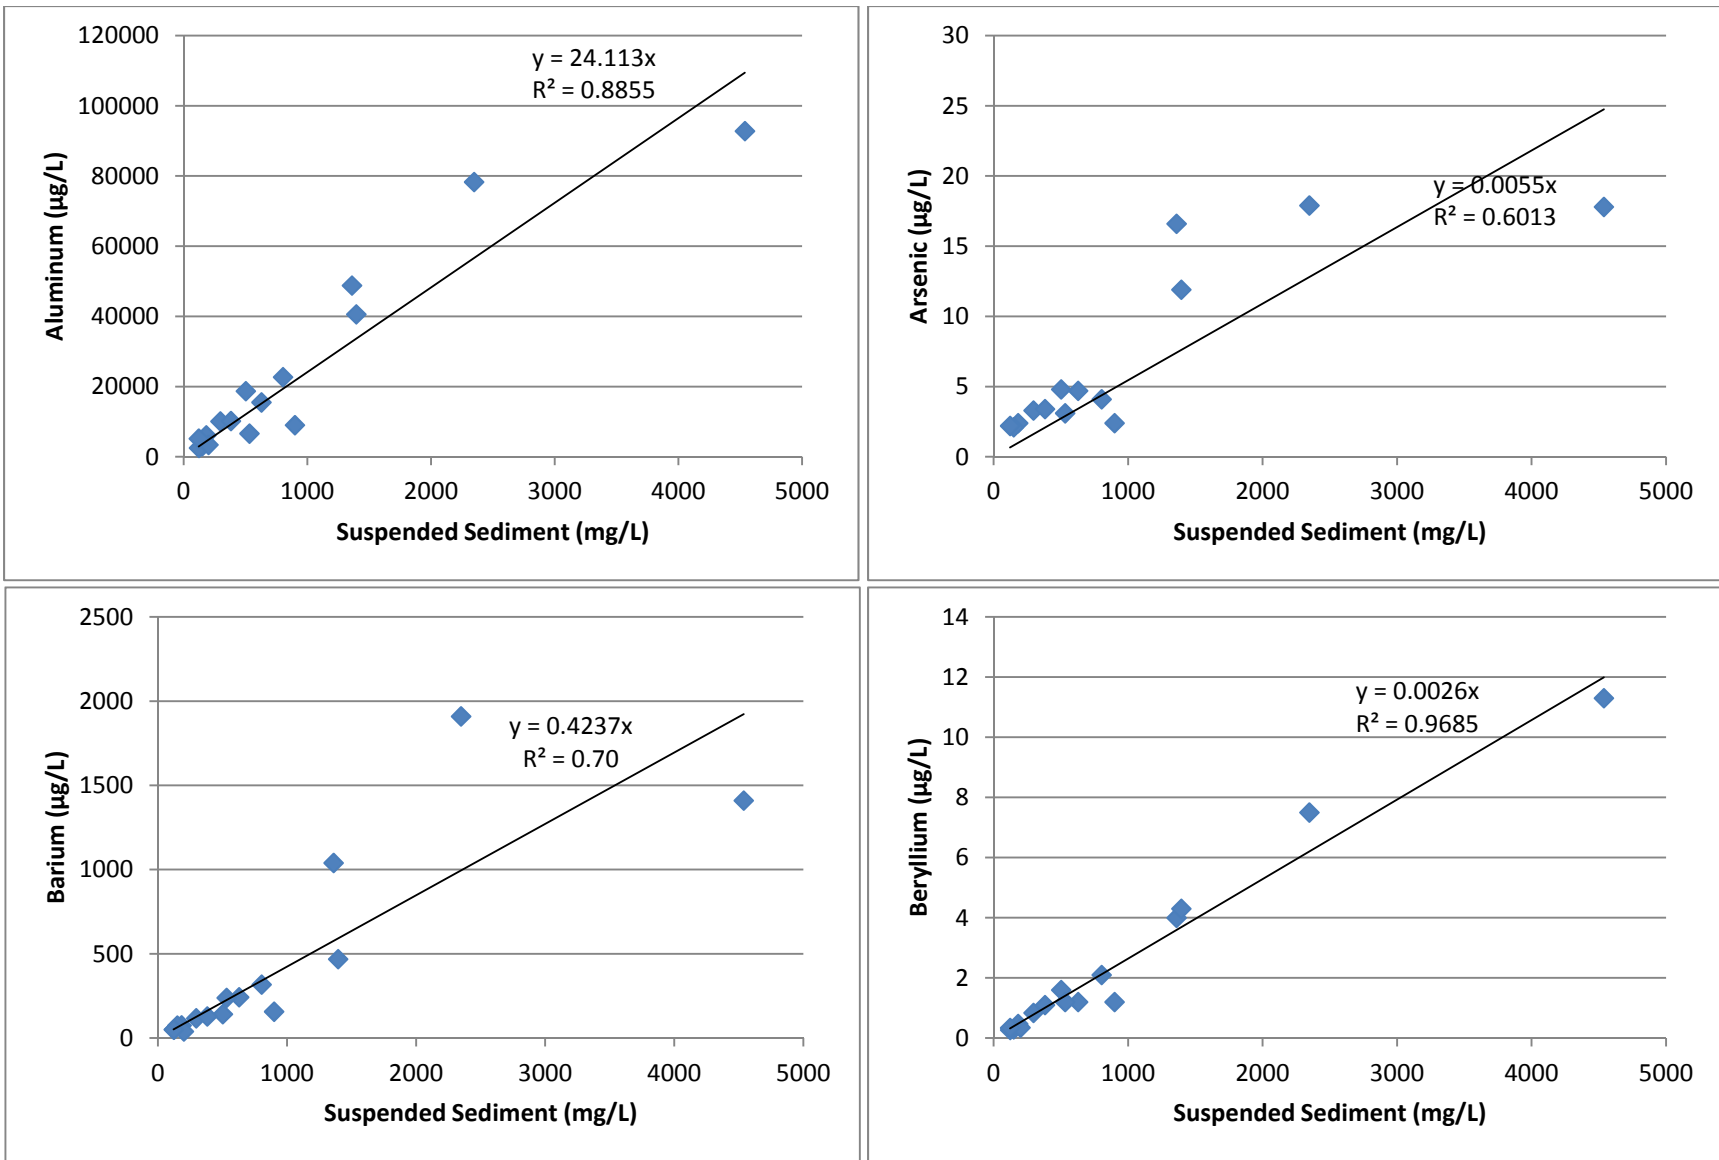 120000
100000
80000
60000
40000
20000
0
y = 24.113x
R² = 0.8855
Aluminum (µg/L)
0 1000 2000 3000 4000 5000
Suspended Sediment (mg/L)
30
25
20
15
10
5
0
y = 0.0055x
R² = 0.6013
Arsenic (µg/L)
0 1000 2000 3000 4000 5000
Suspended Sediment (mg/L)
2500
2000
1500
1000
500
0
y = 0.4237x
R² = 0.70
Barium (µg/L)
0 1000 2000 3000 4000 5000
Suspended Sediment (mg/L)
14
12
10
8
6
4
2
0
y = 0.0026x
R² = 0.9685
Beryllium (µg/L)
0 1000 2000 3000 4000 5000
Suspended Sediment (mg/L)